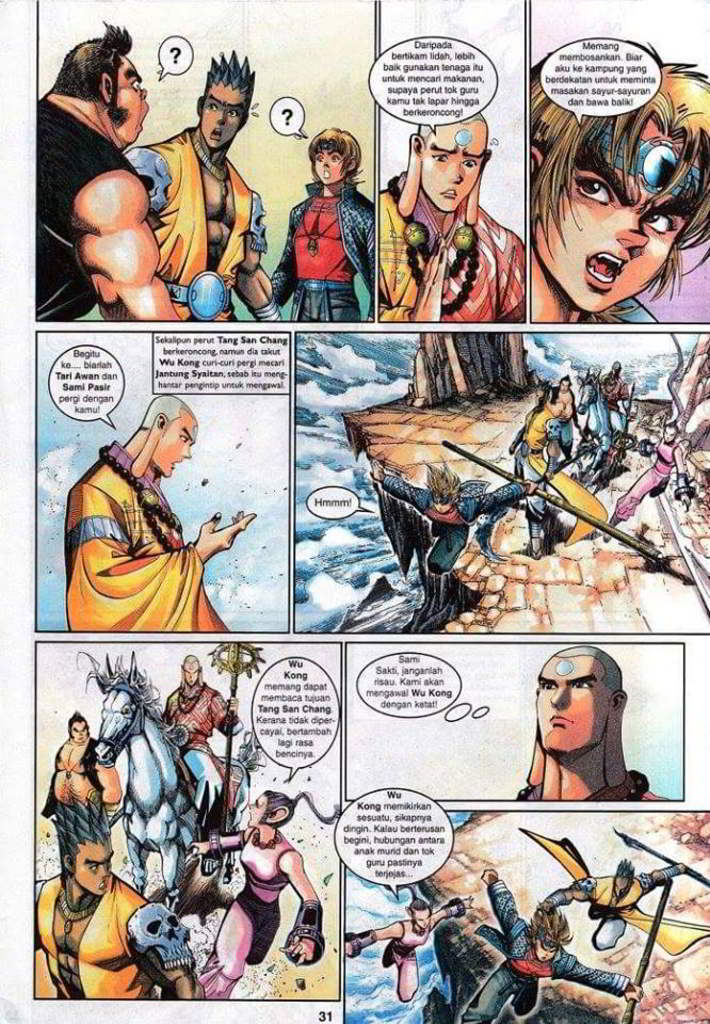 ?
?
Daripada
bertikam lidah, lebih
baik gunakan tenaga itu
untuk mencari makanan,
supaya perut tok guru
kamu tak lapar hingga
berkeroncong!
Memang
membosankan. Biar
aku ke kampung yang
berdekatan untuk meminta
masakan sayur-sayuran
dan bawa balik!
Begitu
ke.... biarlah
Tari Awan dan
Sami Pasir
pergi dengan
kamu!
Sekalipun perut Tang San Chang
berkeroncong, namun dia takut
Wu Kong curi-curi pergi mecari
Jantung Syaitan, sebab itu meng-
hantar pengintip untuk mengawal.
Hmmm!
Wu
Kong
memang dapat
membaca tujuan
Tang San Chang.
Kerana tidak diper-
cayai, bertambah
lagi rasa
bencinya.
Sami
Sakti, janganlah
risau. Kami akan
mengawal Wu Kong
dengan ketat!
Wu
Kong memikirkan
sesuatu, sikapnya
dingin. Kalau berterusan
begini, hubungan antara
anak murid dan tok
guru pastinya
terjejas...
31